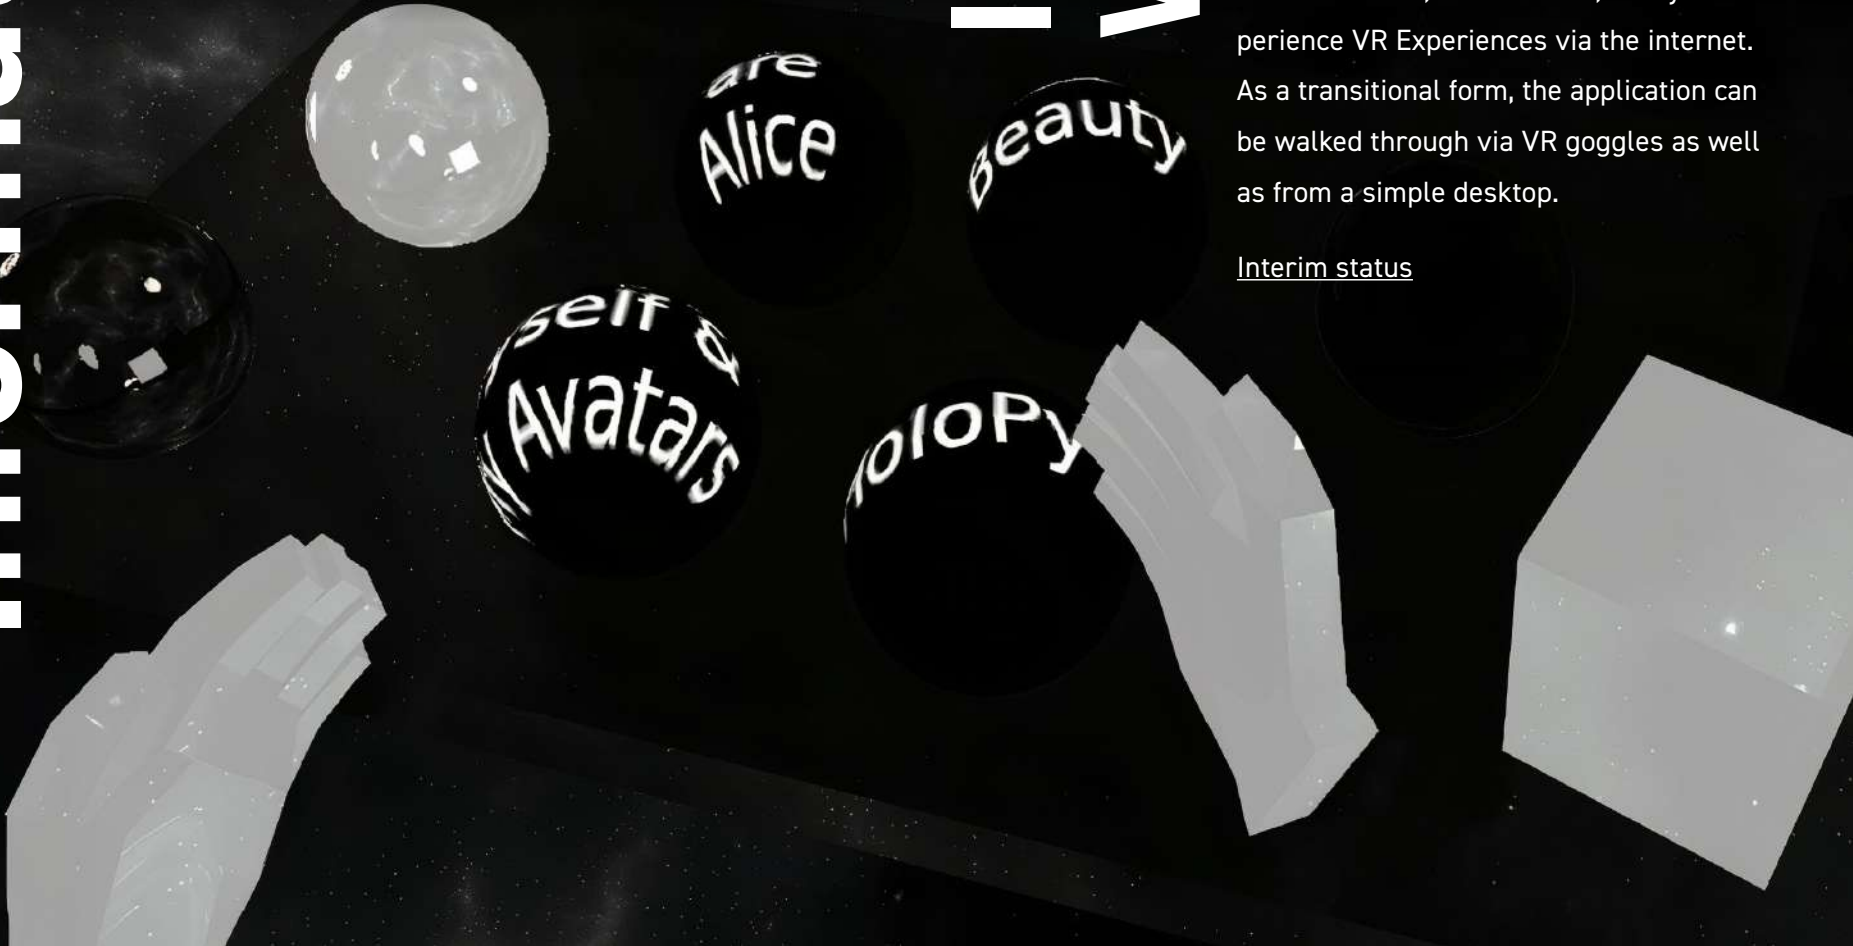 perience VR Experiences via the internet.
As a transitional form, the application can
be walked through via VR goggles as well
as from a simple desktop.
Interim status
are
Alice
Beauty
self &
Avatars
oloPy